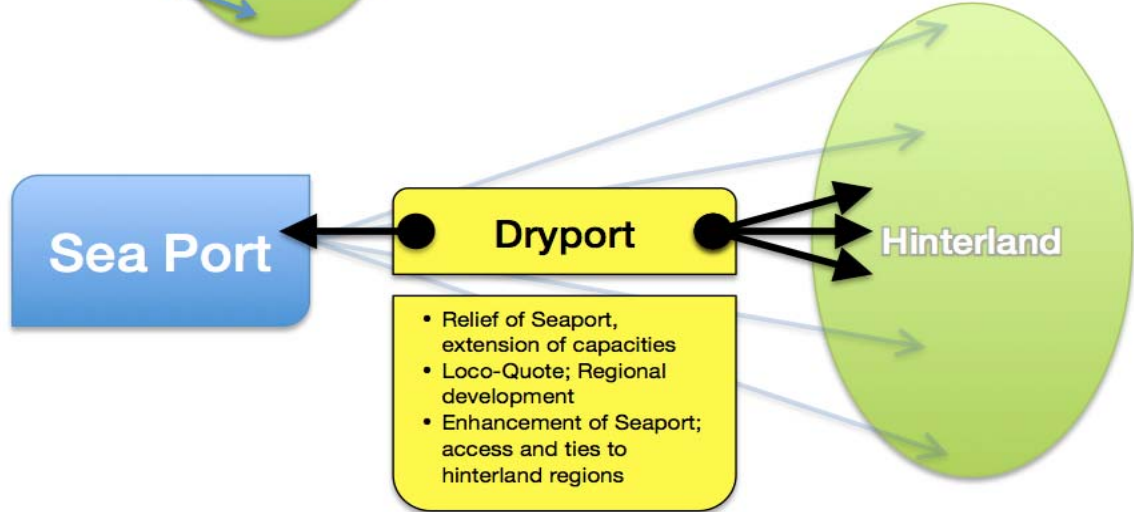 Sea Port
Dryport
Hinterland
• Relief of Seaport,
extension of capacities
• Loco-Quote; Regional
development
• Enhancement of Seaport;
access and ties to
hinterland regions